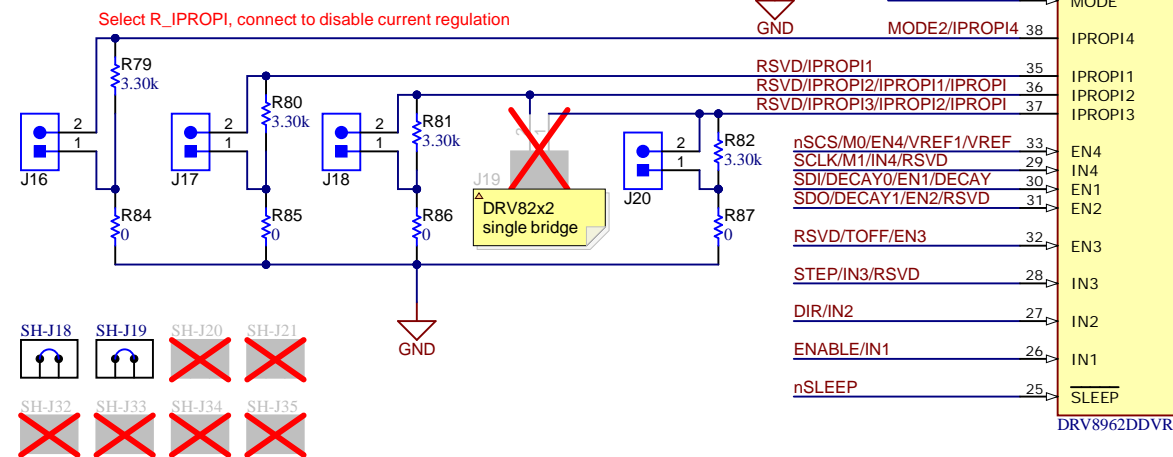 Select R_IPROPI, connect to disable current regulation
GND
MODE
MODE2/IPROPI4 38 IPROPI4
R79
3.30k
RSVD/IPROPI1 35 IPROPI1
RSVD/IPROPI2/IPROPI1/IPROPI 36 IPROPI2
RSVD/IPROPI3/IPROPI2/IPROPI 37 IPROPI3
R80
3.30k
R81
3.30k
R82
3.30k
2
1
J16
2
1
J17
2
1
J18
2
1
J19
2
1
J20
nSCS/M0/EN4/VREF1/VREF 33 EN4
SCLK/M1/IN4/RSVD 29 IN4
SDI/DECAY0/EN1/DECAY 30 EN1
SDO/DECAY1/EN2/RSVD 31 EN2
DRV82x2
single bridge
R84
0
R85
0
R86
0
R87
0
RSVD/TOFF/EN3 32 EN3
STEP/IN3/RSVD 28 IN3
DIR/IN2 27 IN2
ENABLE/IN1 26 IN1
nSLEEP 25 SLEEP
GND
SH-J18 SH-J19 SH-J20 SH-J21
SH-J32 SH-J33 SH-J34 SH-J35
DRV8962DDVR